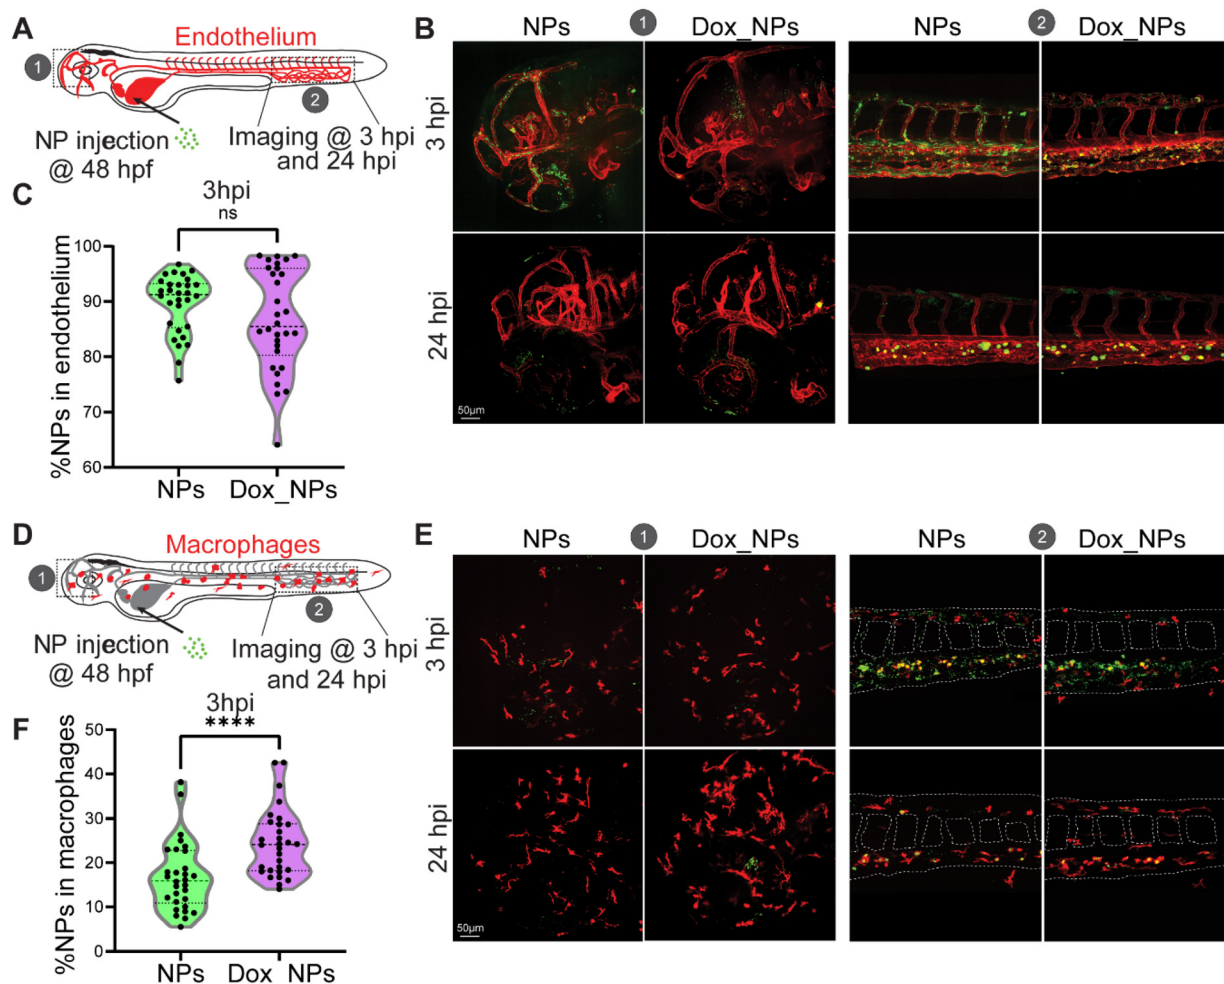 A
Endothelium
1
2
NP injection
@ 48 hpf
Imaging @ 3 hpi
and 24 hpi
B
NPs
1
Dox_NPs
NPs
2
Dox_NPs
3 hpi
24 hpi
50µm
C
3hpi
ns
%NPs in endothelium
100
90
80
70
60
NPs
Dox_NPs
D
Macrophages
1
2
NP injection
@ 48 hpf
Imaging @ 3 hpi
and 24 hpi
E
NPs
1
Dox_NPs
NPs
2
Dox_NPs
3 hpi
24 hpi
50µm
F
3hpi
****
%NPs in macrophages
50
40
30
20
10
0
NPs
Dox NPs